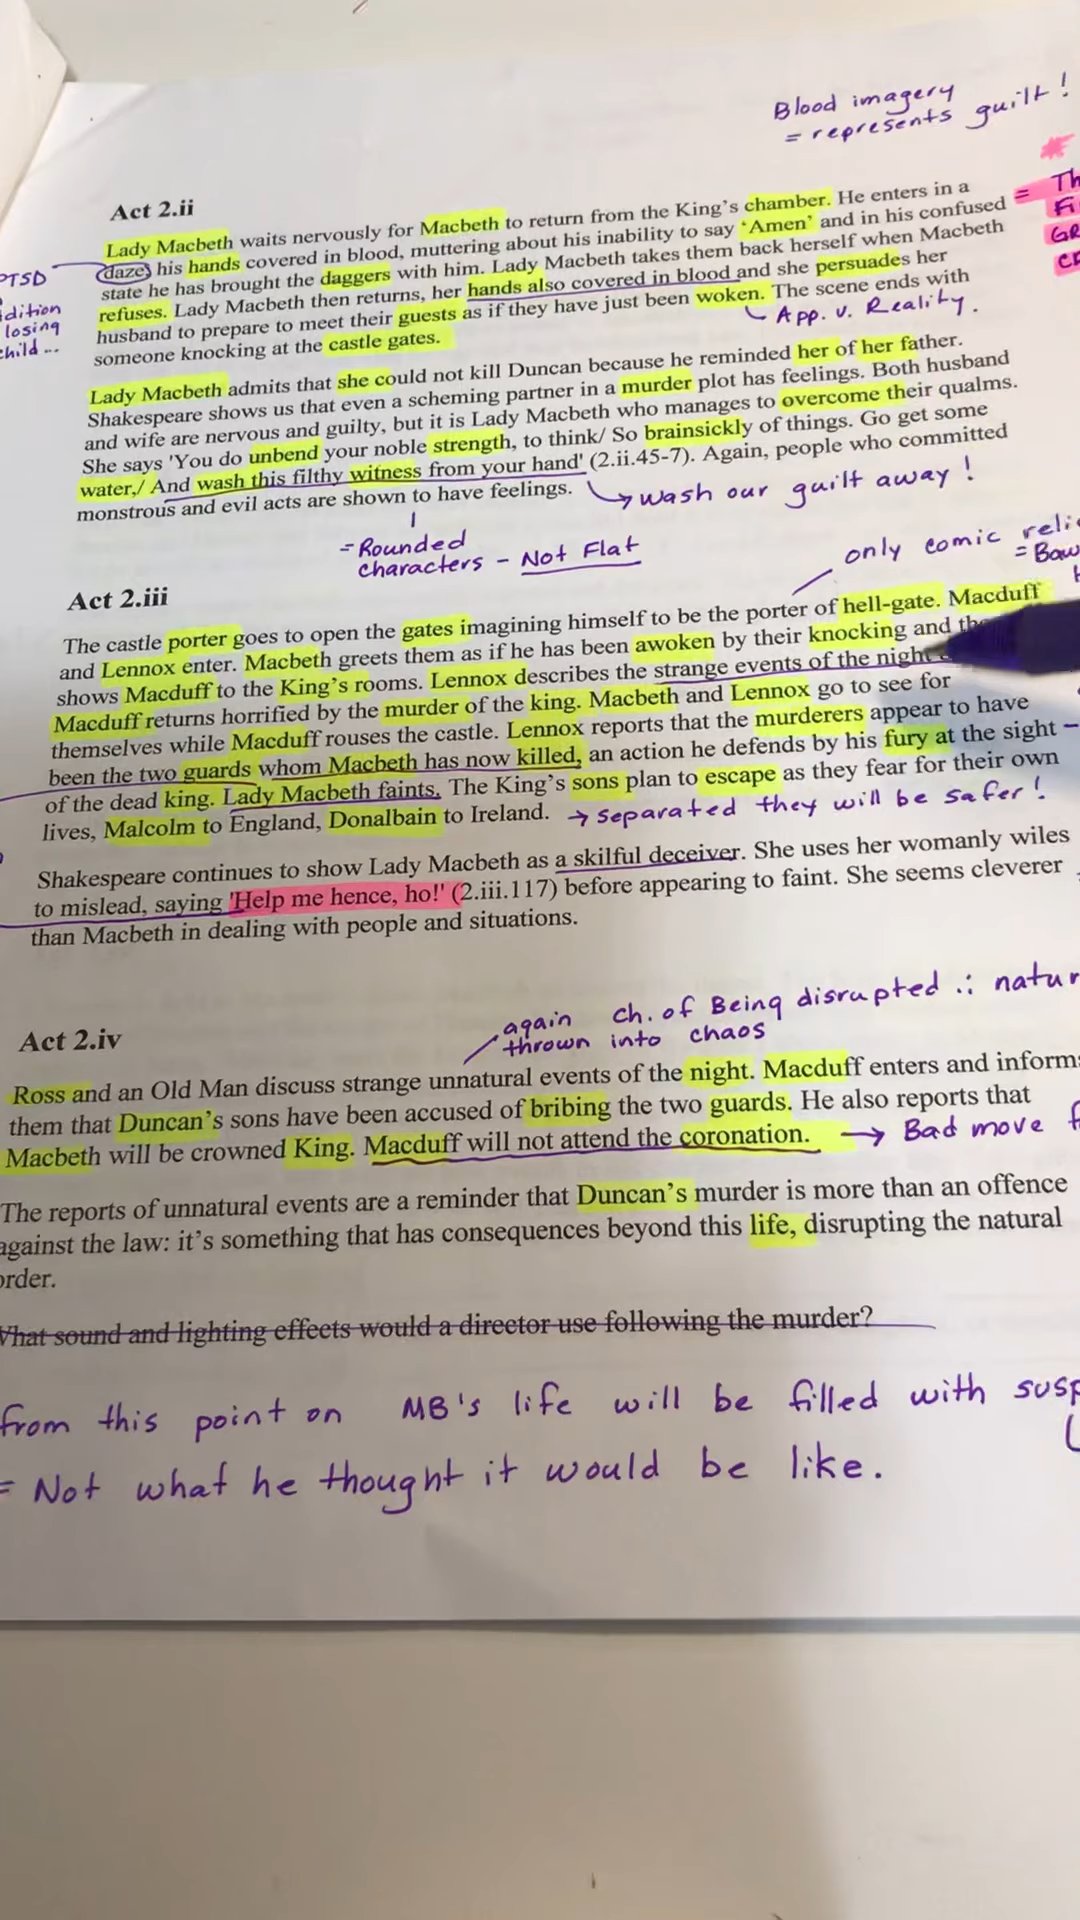 Blood imagery
= represents guilt!
Act 2.ii
Lady Macbeth waits nervously for Macbeth to return from the King's chamber. He enters in a
daze, his hands covered in blood, muttering about his inability to say 'Amen' and in his confused
state he has brought the daggers with him. Lady Macbeth takes them back herself when Macbeth
refuses. Lady Macbeth then returns, her hands also covered in blood and she persuades her
husband to prepare to meet their guests as if they have just been woken. The scene ends with
someone knocking at the castle gates.
PTSD
losing
App. v. Reality.
Lady Macbeth admits that she could not kill Duncan because he reminded her of her father.
Shakespeare shows us that even a scheming partner in a murder plot has feelings. Both husband
and wife are nervous and guilty, but it is Lady Macbeth who manages to overcome their qualms.
She says 'You do unbend your noble strength, to think/ So brainsickly of things. Go get some
water,/ And wash this filthy witness from your hand' (2.ii.45-7). Again, people who committed
monstrous and evil acts are shown to have feelings.
→ wash our guilt away!
= Rounded
characters - Not Flat
only comic
Act 2.iii
The castle porter goes to open the gates imagining himself to be the porter of hell-gate. Macduff
and Lennox enter. Macbeth greets them as if he has been awoken by their knocking and
shows Macduff to the King's rooms. Lennox describes the strange events of the night
Macduff returns horrified by the murder of the king. Macbeth and Lennox go to see for
themselves while Macduff rouses the castle. Lennox reports that the murderers appear to have
been the two guards whom Macbeth has now killed, an action he defends by his fury at the sight
of the dead king. Lady Macbeth faints. The King's sons plan to escape as they fear for their own
lives, Malcolm to England, Donalbain to Ireland. → separated they will be safer!
Shakespeare continues to show Lady Macbeth as a skilful deceiver. She uses her womanly wiles
to mislead, saying 'Help me hence, ho!' (2.iii.117) before appearing to faint. She seems cleverer
than Macbeth in dealing with people and situations.
again ch. of Being disrupted ∴ natur
thrown into chaos
Act 2.iv
Ross and an Old Man discuss strange unnatural events of the night. Macduff enters and inform
them that Duncan's sons have been accused of bribing the two guards. He also reports that
Macbeth will be crowned King. Macduff will not attend the coronation. → Bad move
The reports of unnatural events are a reminder that Duncan's murder is more than an offence
against the law: it's something that has consequences beyond this life, disrupting the natural
order.
What sound and lighting effects would a director use following the murder?
from this point on MB's life will be filled with susp
= Not what he thought it would be like.